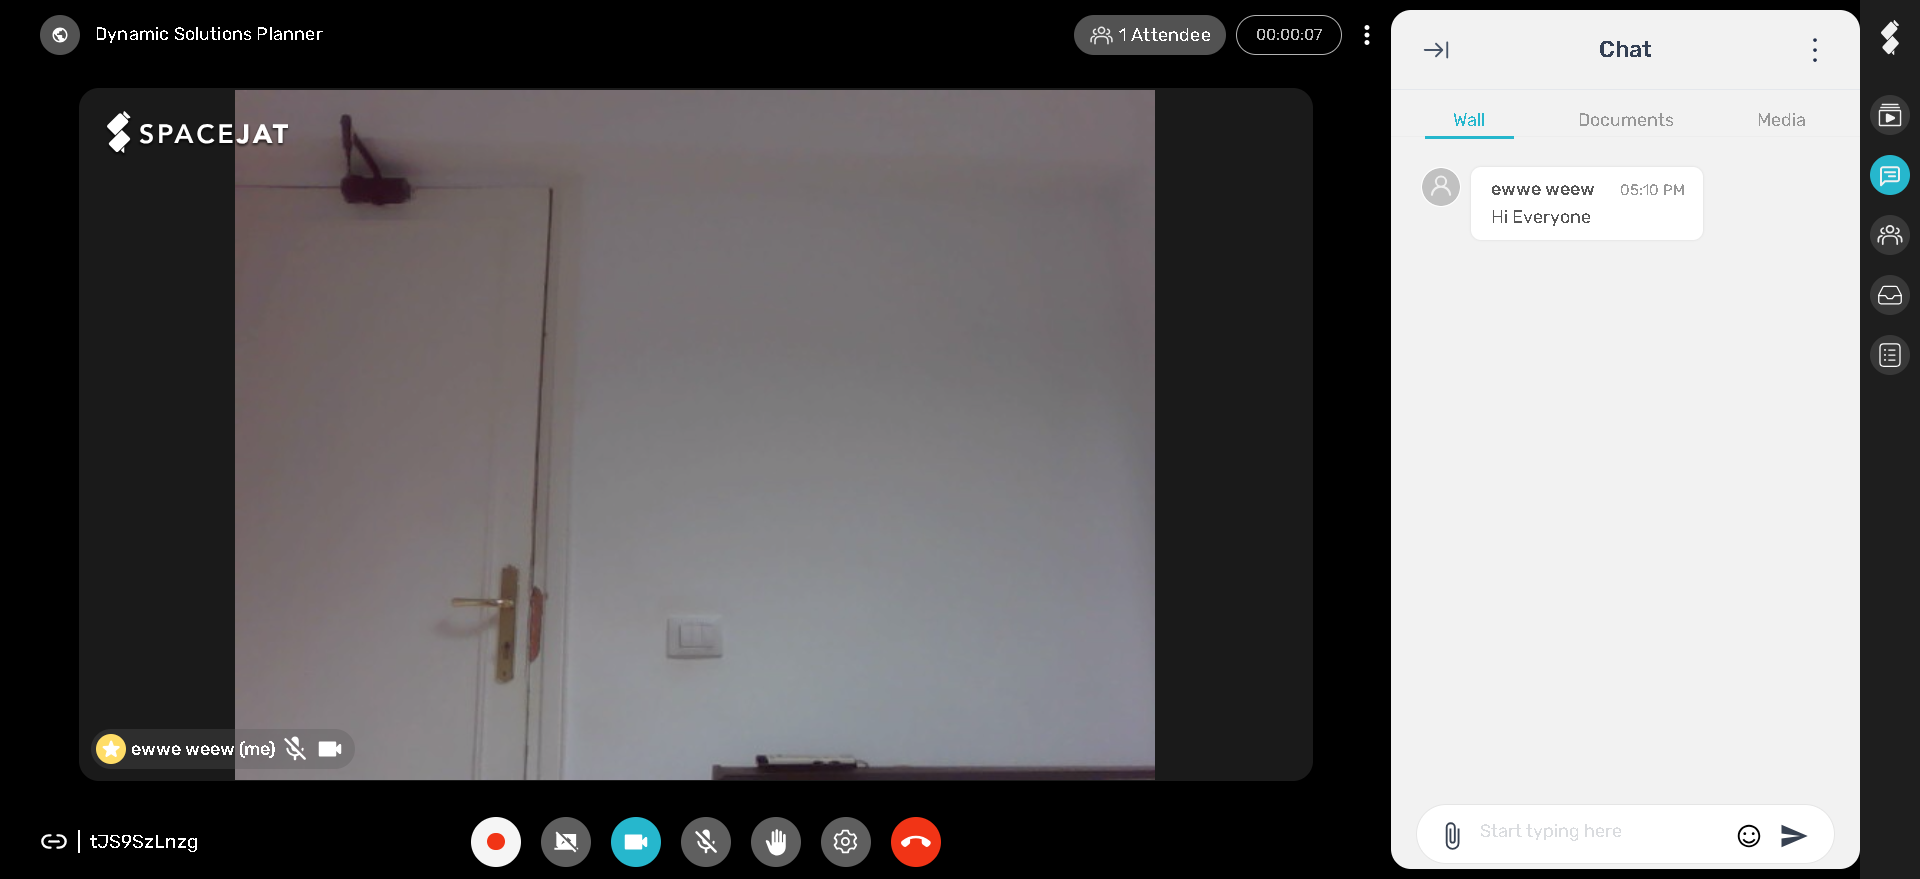 Dynamic Solutions Planner
1 Attendee
00:00:07
SPACEJAT
ewwe weew (me)
tJS9SzLnzg
Chat
Wall
Documents
Media
ewwe weew 05:10 PM
Hi Everyone
Start typing here